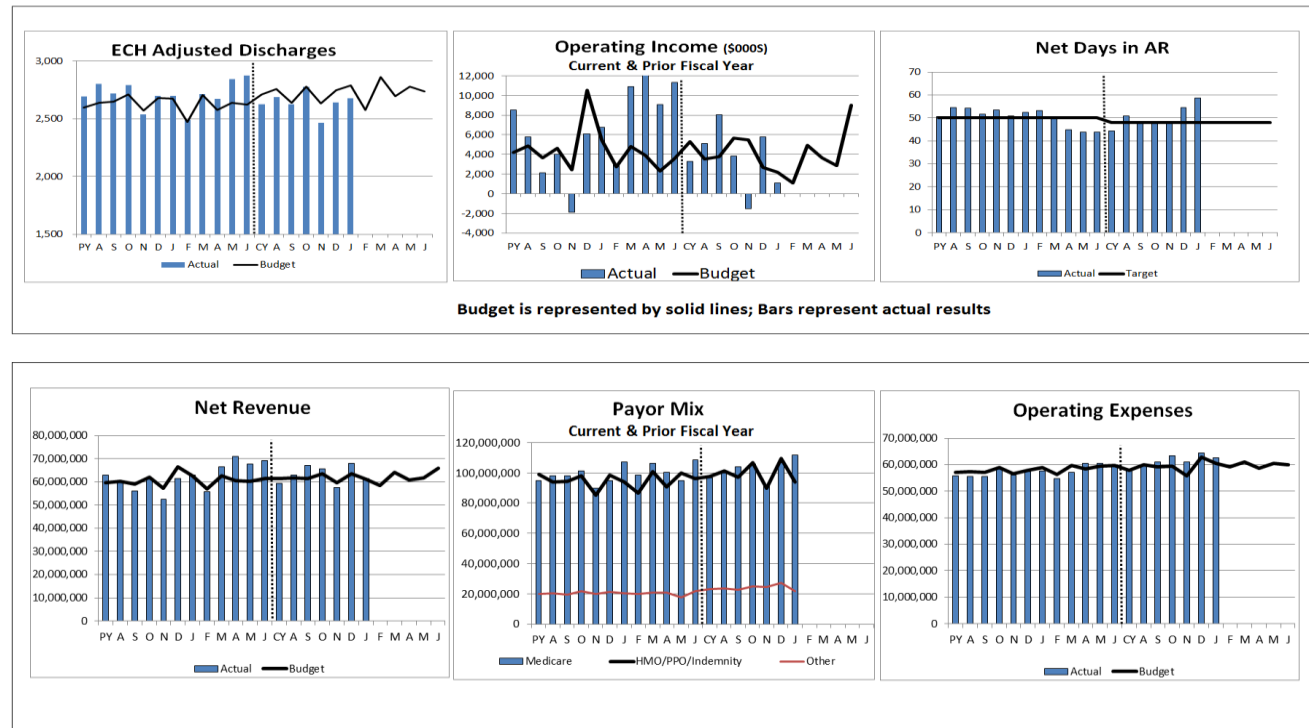 ECH Adjusted Discharges
3,000
2,500
2,000
1,500
PY A S O N D J F M A M J CY A S O N D J F M A M J
Actual Budget
Operating Income ($000S)
Current & Prior Fiscal Year
12,000
10,000
8,000
6,000
4,000
2,000
0
-2,000
-4,000
PY A S O N D J F M A M J CY A S O N D J F M A M J
Actual Budget
Net Days in AR
70
60
50
40
30
20
10
0
PY A S O N D J F M A M J CY A S O N D J F M A M J
Actual Target
Budget is represented by solid lines; Bars represent actual results
Net Revenue
80,000,000
70,000,000
60,000,000
50,000,000
40,000,000
30,000,000
20,000,000
10,000,000
0
PY A S O N D J F M A M J CY A S O N D J F M A M J
Actual Budget
Payor Mix
Current & Prior Fiscal Year
120,000,000
100,000,000
80,000,000
60,000,000
40,000,000
20,000,000
0
PY A S O N D J F M A M J CY A S O N D J F M A M J
Medicare HMO/PPO/Indemnity Other
Operating Expenses
70,000,000
60,000,000
50,000,000
40,000,000
30,000,000
20,000,000
10,000,000
0
PY A S O N D J F M A M J CY A S O N D J F M A M J
Actual Budget